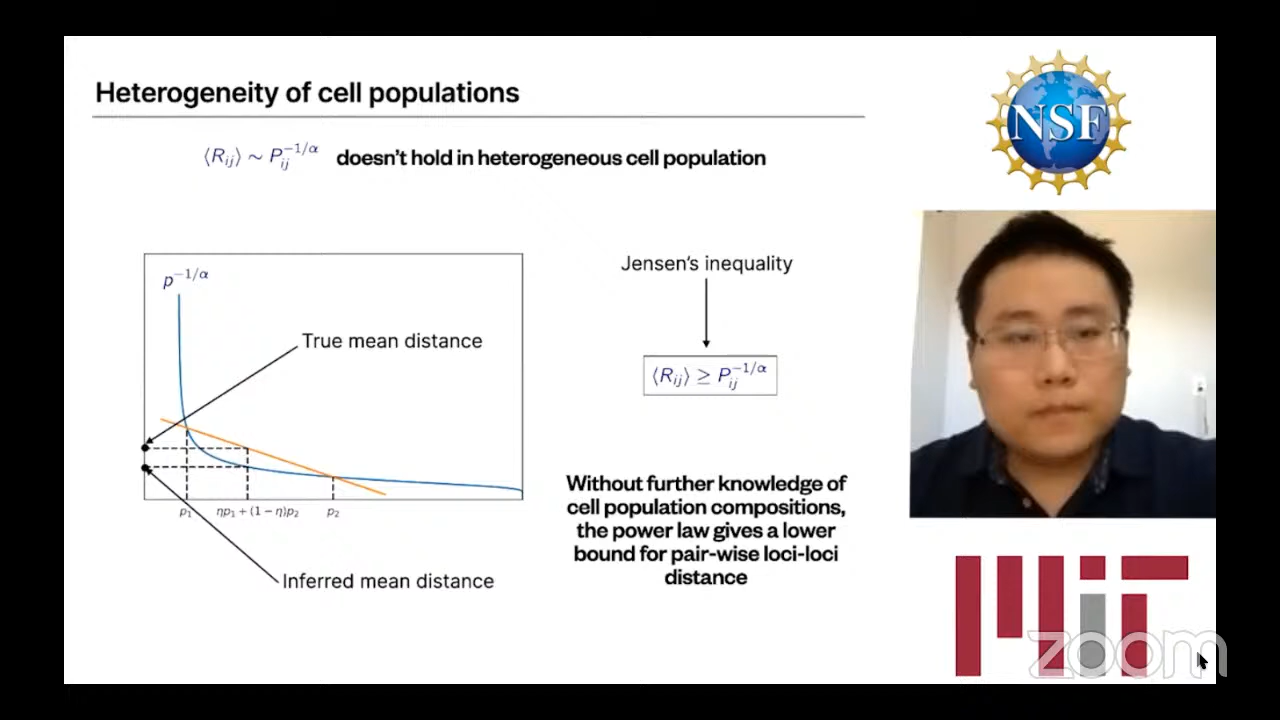 Heterogeneity of cell populations
⟨R_ij⟩ ∼ P_ij^{-1/α} doesn't hold in heterogeneous cell population
p^{-1/α}
True mean distance
p₁ ηp₁ + (1 − η)p₂ p₂
Inferred mean distance
Jensen's inequality
⟨R_ij⟩ ≥ P_ij^{-1/α}
Without further knowledge of
cell population compositions,
the power law gives a lower
bound for pair-wise loci-loci
distance
NSF
MIT
zoom